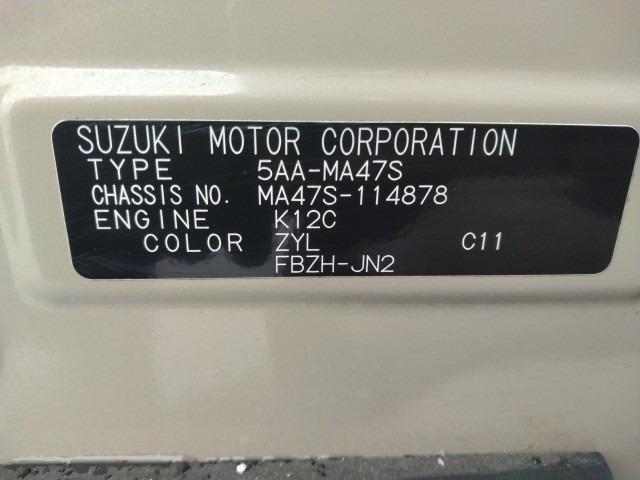 SUZUKI MOTOR CORPORATION
TYPE 5AA-MA47S
CHASSIS NO. MA47S-114878
ENGINE K12C
COLOR ZYL C11
FBZH-JN2